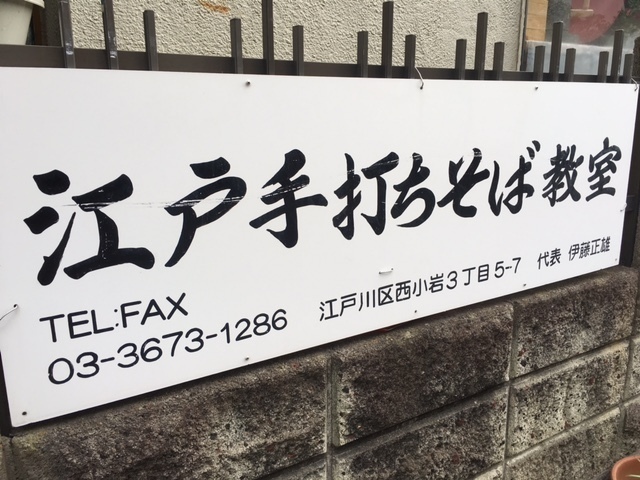 江戸手打ちそば教室
TEL:FAX
03-3673-1286
江戸川区西小岩3丁目5-7 代表 伊藤正雄